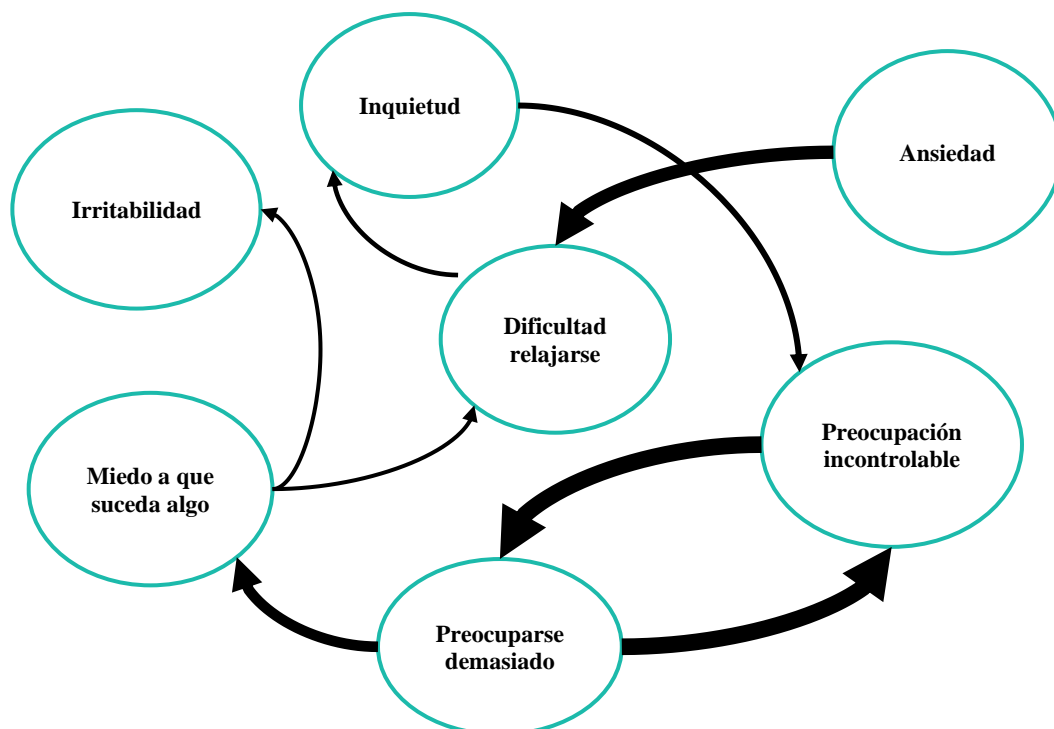 Inquietud
Ansiedad
Irritabilidad
Dificultad
relajarse
Preocupación
incontrolable
Miedo a que
suceda algo
Preocuparse
demasiado